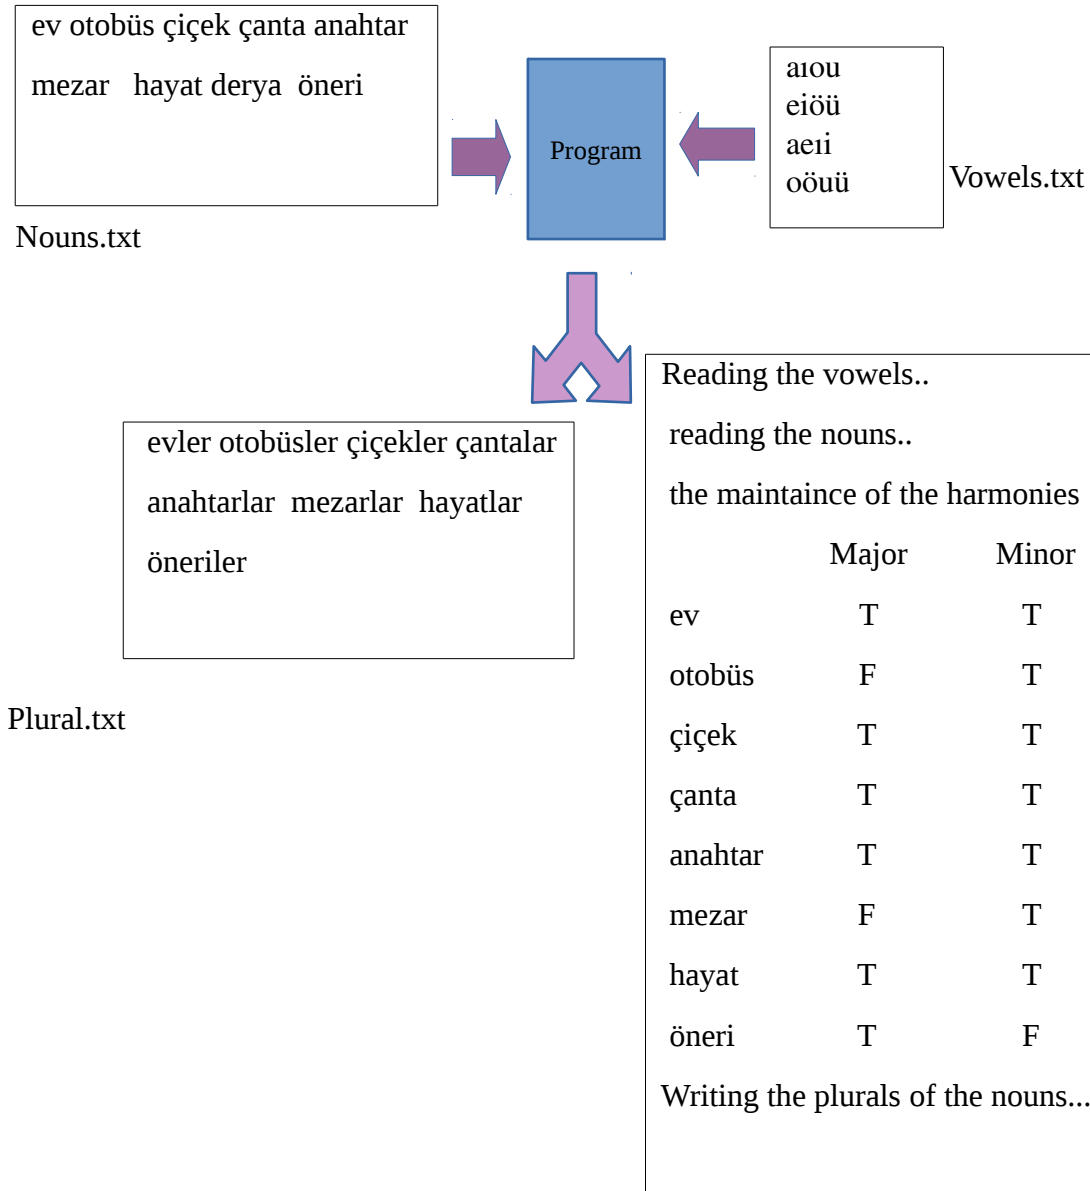 ev otobüs çiçek çanta anahtar
mezar hayat derya öneri
Nouns.txt
Program
aıou
eiöü
aeıi
oöuü
Vowels.txt
evler otobüsler çiçekler çantalar
anahtarlar mezarlar hayatlar
öneriler
Plural.txt
Reading the vowels..
reading the nouns..
the maintaince of the harmonies
Major Minor
ev T T
otobüs F T
çiçek T T
çanta T T
anahtar T T
mezar F T
hayat T T
öneri T F
Writing the plurals of the nouns...